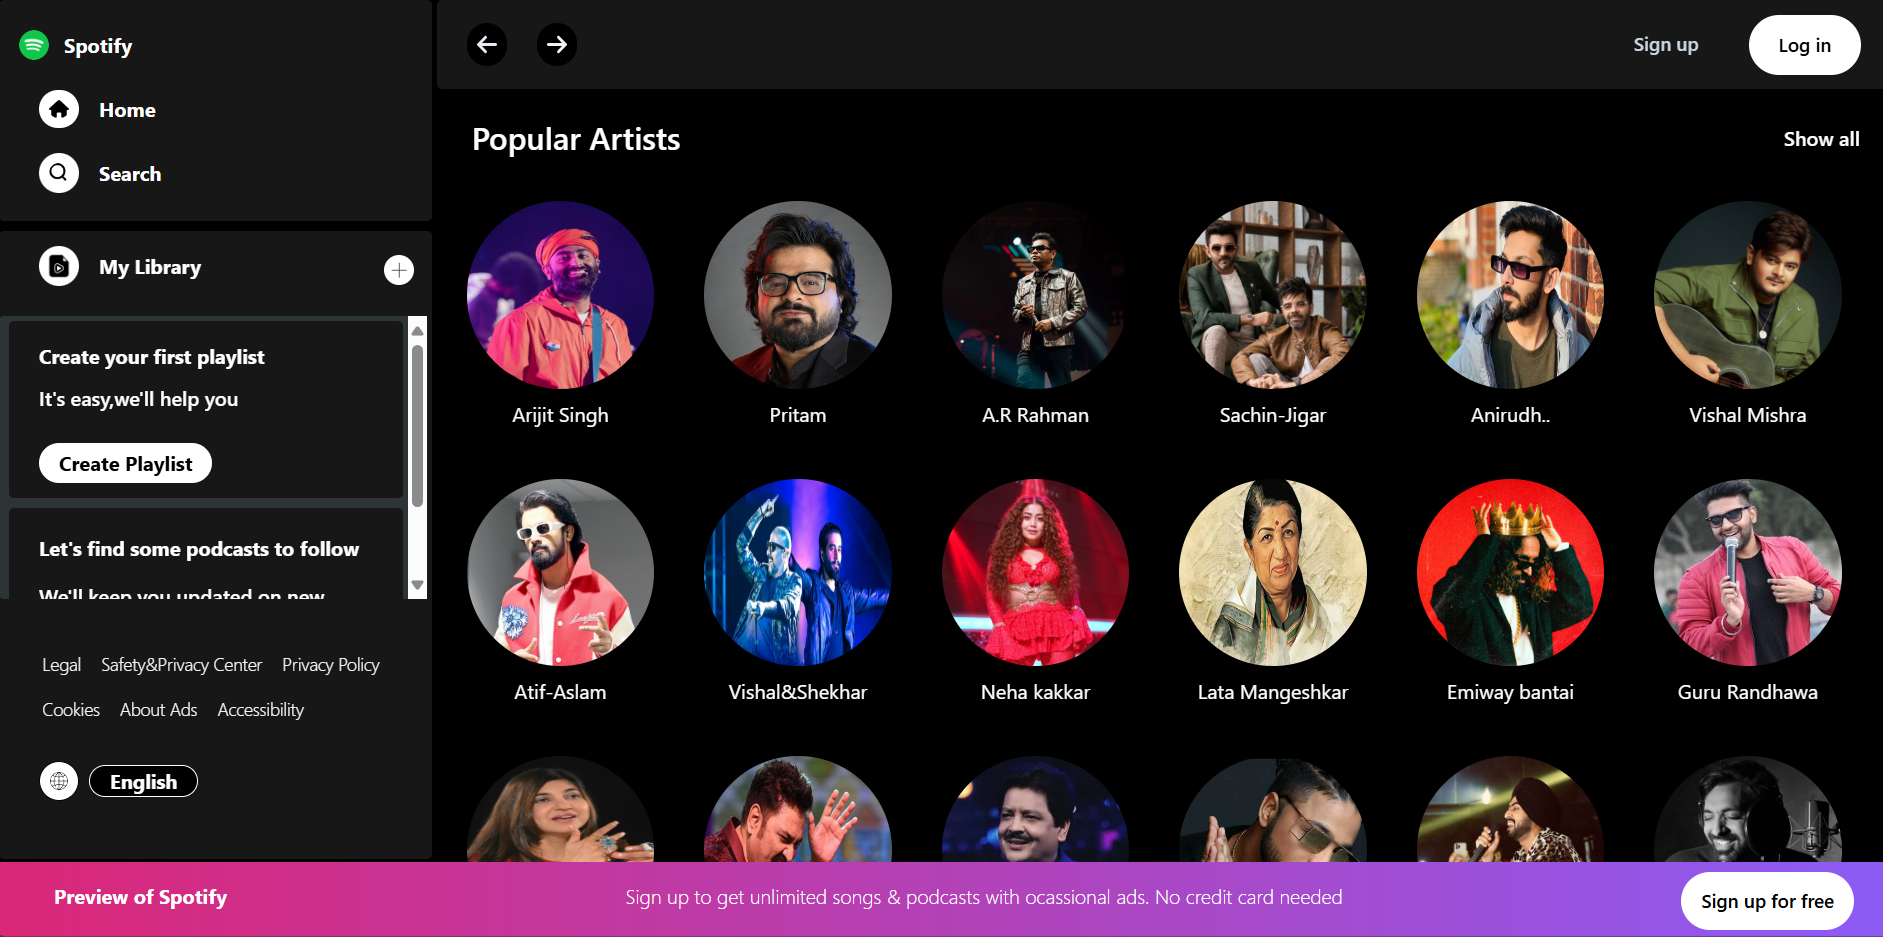 Spotify
Home
Search
My Library
Create your first playlist
It's easy,we'll help you
Create Playlist
Let's find some podcasts to follow
We'll keep you updated on new
Legal Safety&Privacy Center Privacy Policy
Cookies About Ads Accessibility
English
Sign up Log in
Popular Artists Show all
Arijit Singh Pritam A.R Rahman Sachin-Jigar Anirudh.. Vishal Mishra
Atif-Aslam Vishal&Shekhar Neha kakkar Lata Mangeshkar Emiway bantai Guru Randhawa
Preview of Spotify Sign up to get unlimited songs & podcasts with ocassional ads. No credit card needed Sign up for free